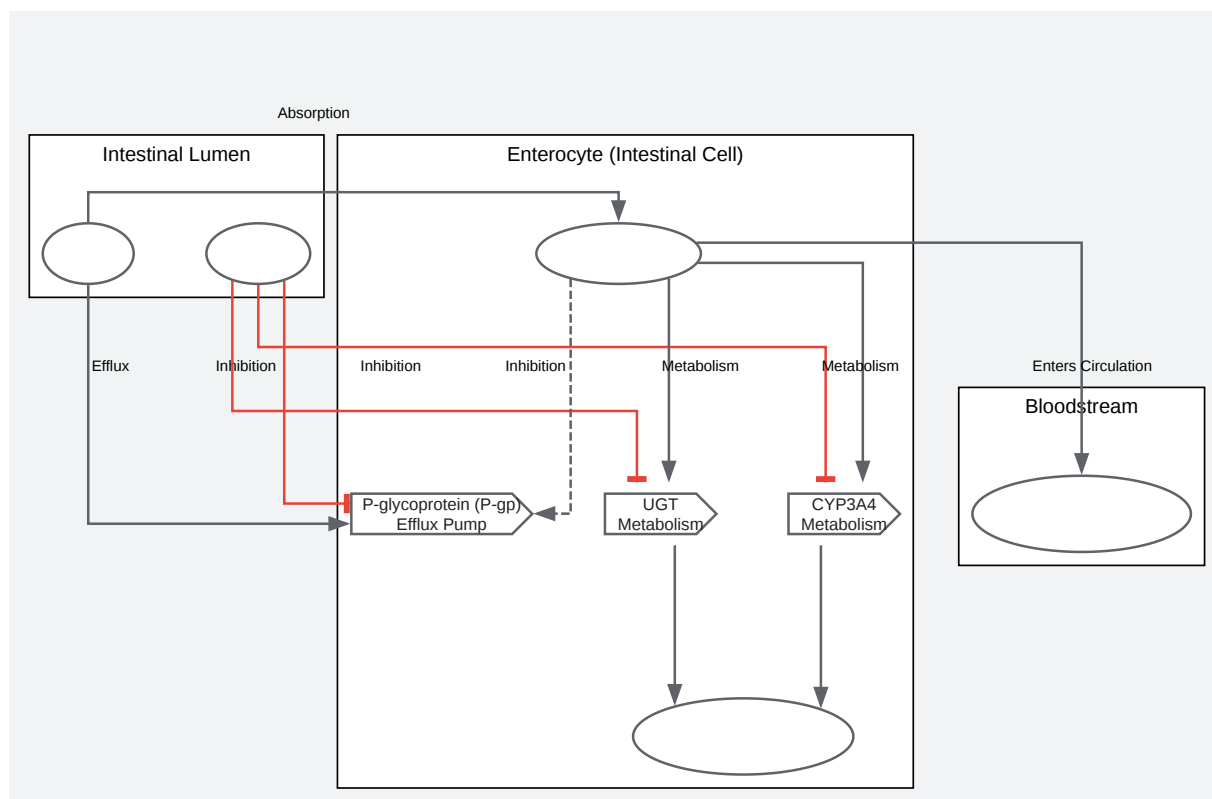 Absorption
Intestinal Lumen
Enterocyte (Intestinal Cell)
Efflux
Inhibition
Inhibition
Inhibition
Metabolism
Metabolism
Enters Circulation
Bloodstream
P-glycoprotein (P-gp)
Efflux Pump
UGT
Metabolism
CYP3A4
Metabolism